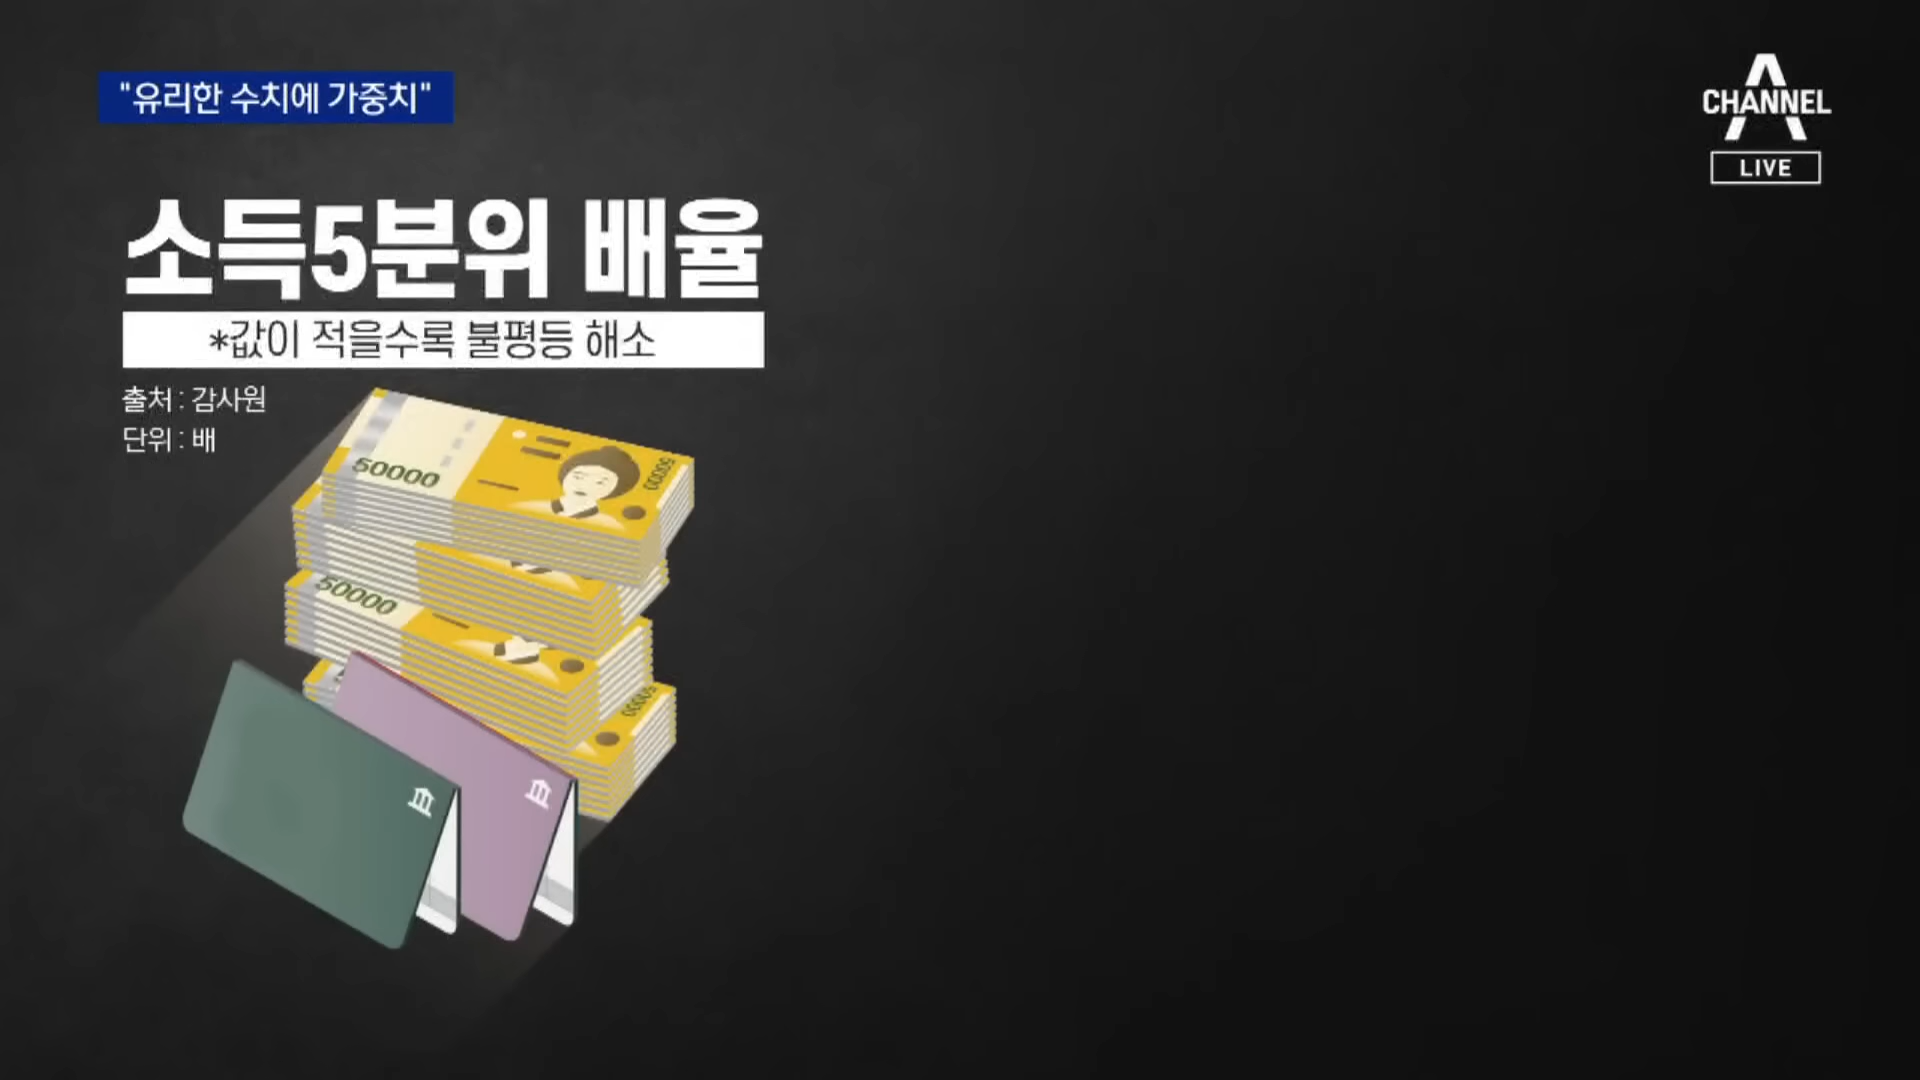 "유리한 수치에 가중치"
CHANNEL A
LIVE
소득5분위 배율
*값이 적을수록 불평등 해소
출처 : 감사원
단위 : 배
50000
50000
50000
50000